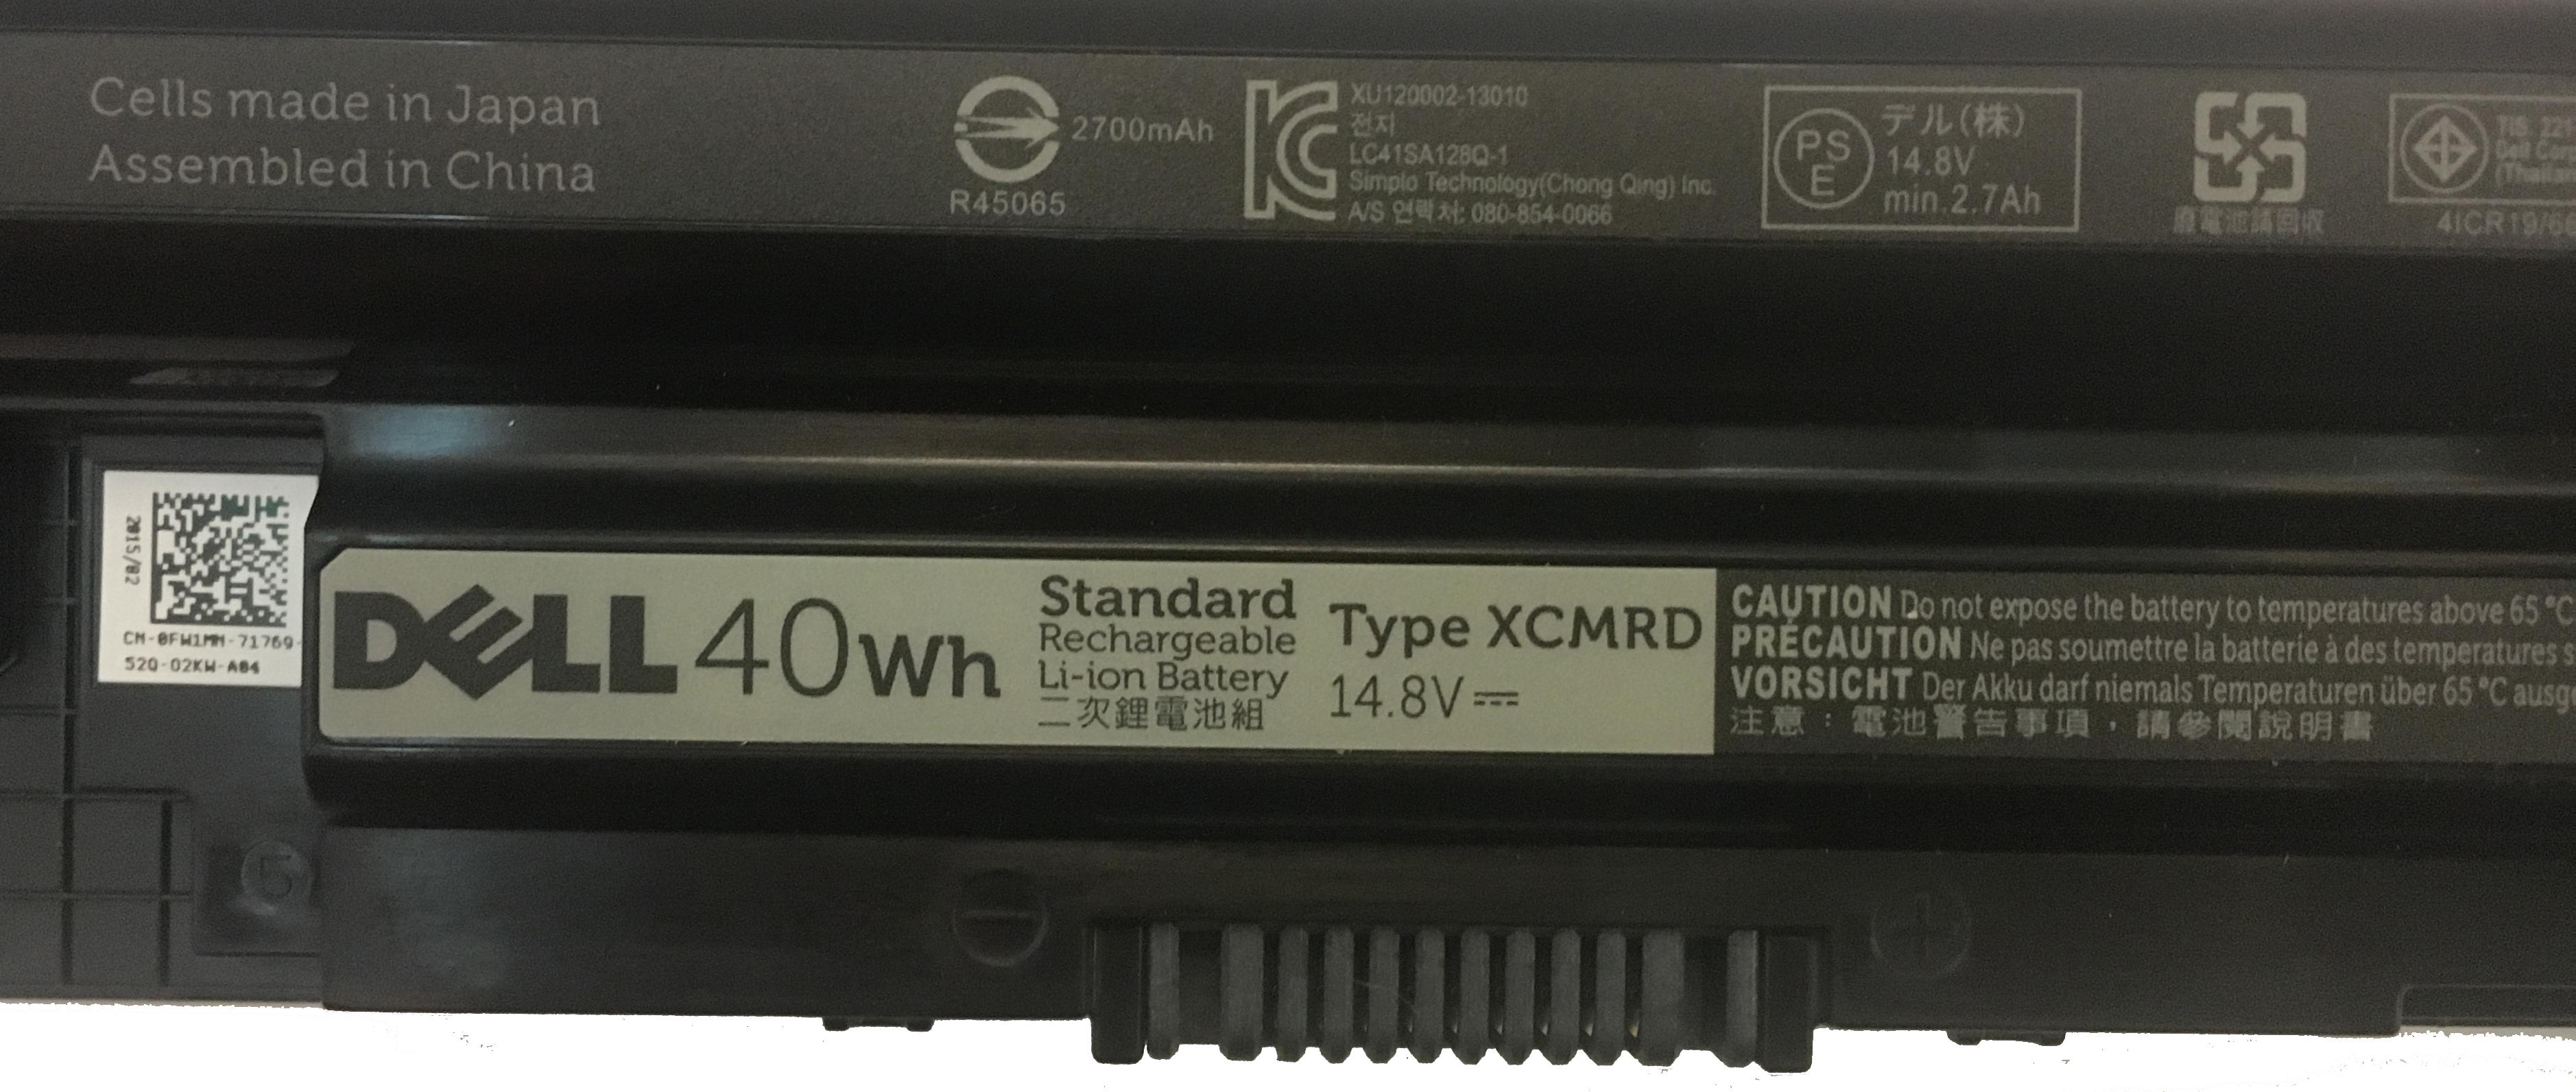 Cells made in Japan
Assembled in China
2700mAh
R45065
XU120002-13010
전지
LC41SA128Q-1
Simplo Technology(Chong Qing) Inc.
A/S 연락처: 080-854-0066
PS
E
デル(株)
14.8V
min.2.7Ah
廢電池請回收
TIS
(Thailan
4ICR19/6
2015/02
CN-0FW1MM-71769-
52Q-02KW-A04
DELL
40Wh
Standard
Rechargeable
Li-ion Battery
二次鋰電池組
Type XCMRD
14.8V
CAUTION Do not expose the battery to temperatures above 65 °C
PRÉCAUTION Ne pas soumettre la batterie à des temperatures s
VORSICHT Der Akku darf niemals Temperaturen über 65 °C ausg
注意：電池警告事項，請參閱說明書
5